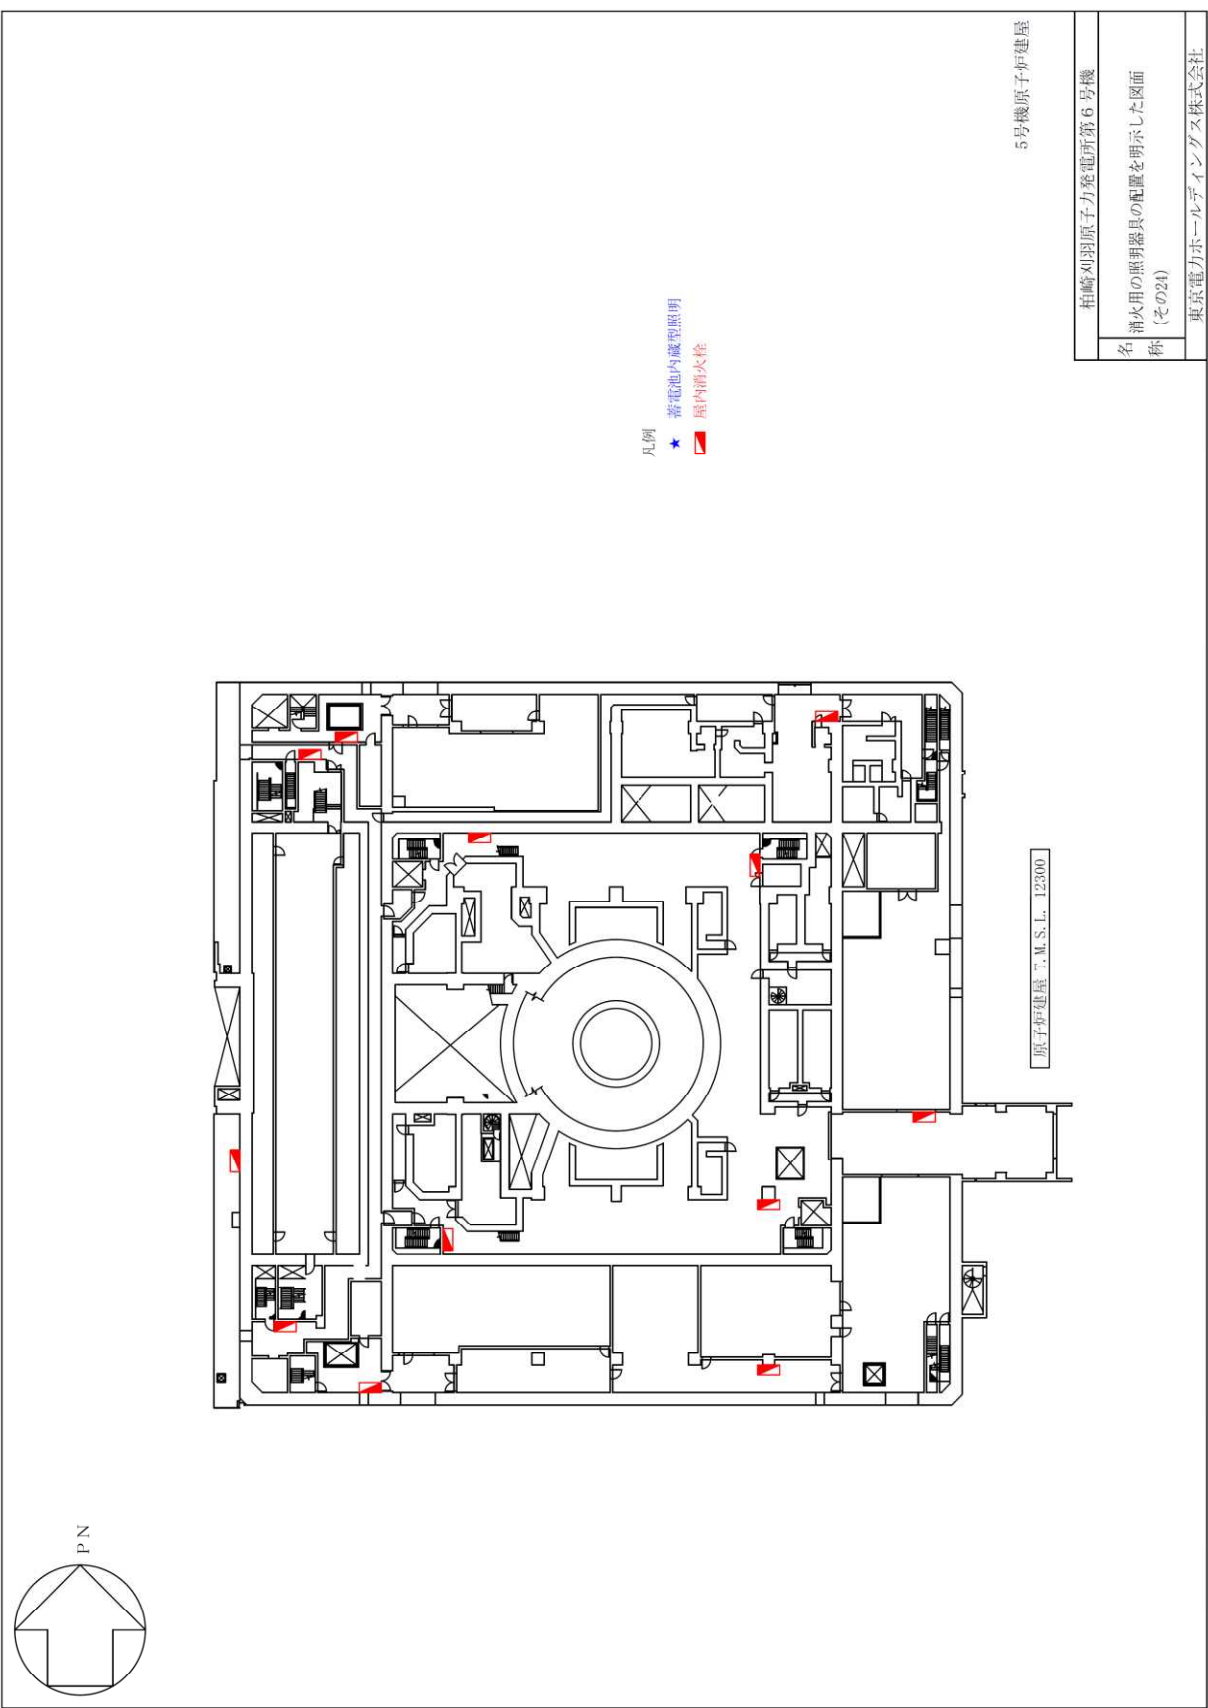 PN
原子炉建屋 T.M.S.L. 12300
凡例
★ 蓄電池内蔵型照明
屋内消火栓
5号機原子炉建屋
柏崎刈羽原子力発電所第6号機
名称
消火用の照明器具の配置を明示した図面
(その24)
東京電力ホールディングス株式会社